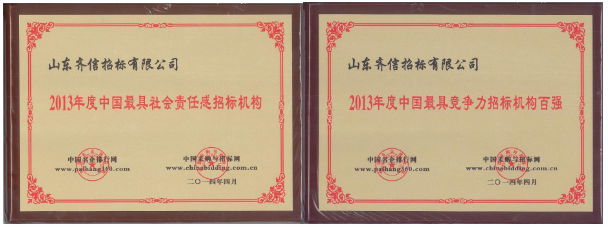 山东齐信招标有限公司
2013年度中国最具社会责任感招标机构
中国名企排行网
www.paihang360.com
中国采购与招标网
www.chinabidding.com.cn
二〇一四年四月
山东齐信招标有限公司
2013年度中国最具竞争力招标机构百强
中国名企排行网
www.paihang360.com
中国采购与招标网
www.chinabidding.com.cn
二〇一四年四月